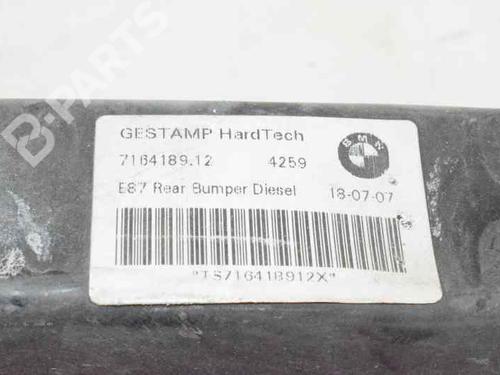 B-PARTS
GESTAMP HardTech
7164189.12 4259
BMW
E87 Rear Bumper Diesel 18-07-07
"TS716418912X"